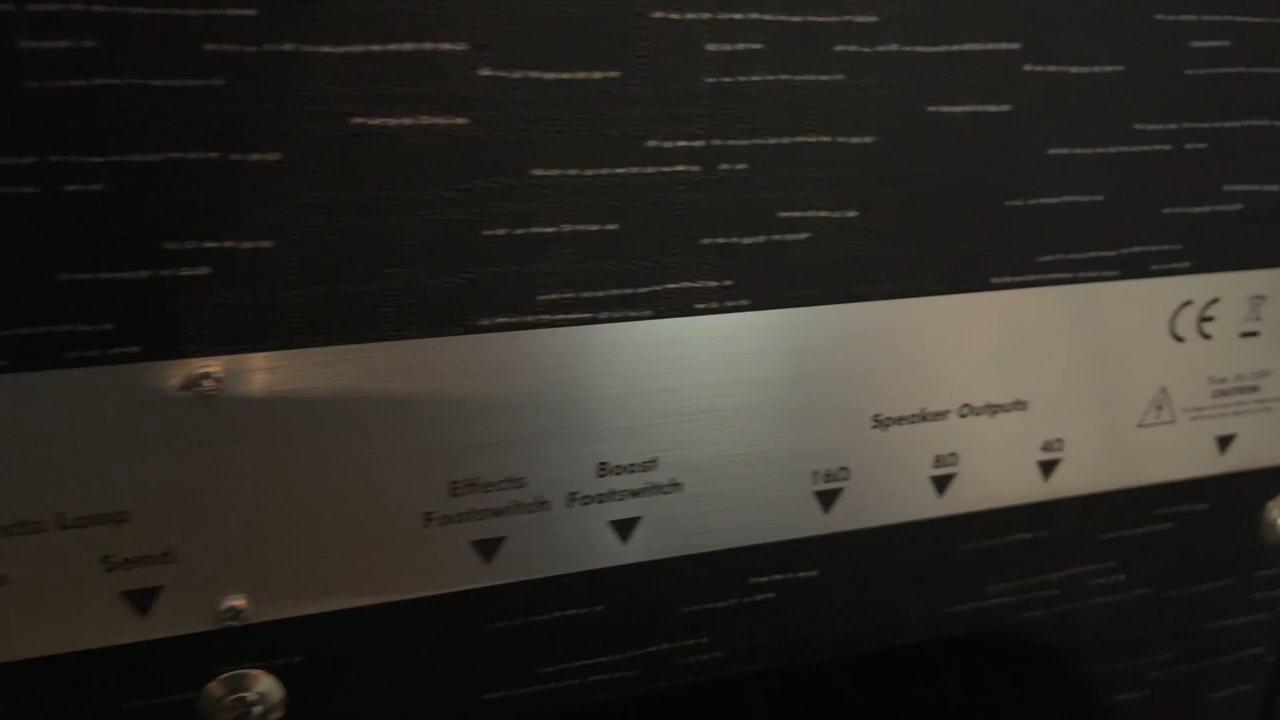 Send
Effects
Footswitch
Boost
Footswitch
Speaker Outputs
16Ω
8Ω
4Ω
CE
CAUTION